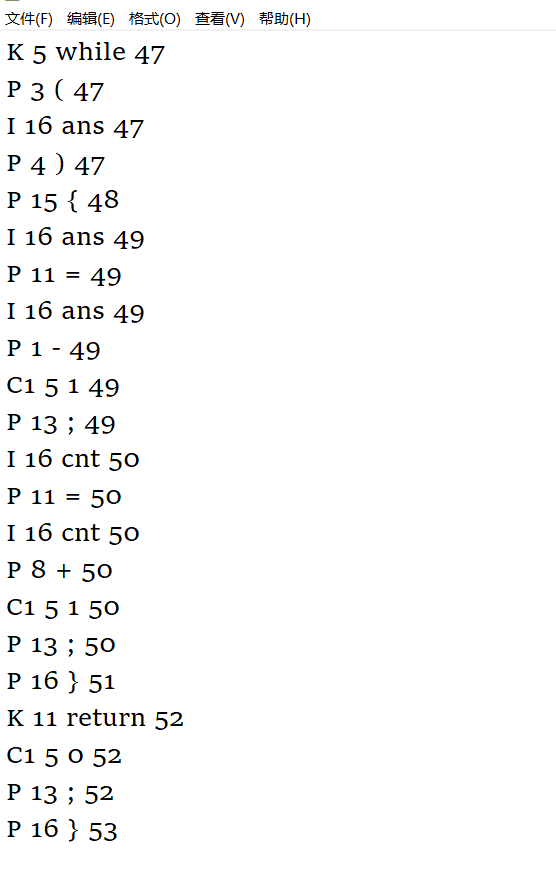 文件(F) 编辑(E) 格式(O) 查看(V) 帮助(H)
K 5 while 47
P 3 ( 47
I 16 ans 47
P 4 ) 47
P 15 { 48
I 16 ans 49
P 11 = 49
I 16 ans 49
P 1 - 49
C1 5 1 49
P 13 ; 49
I 16 cnt 50
P 11 = 50
I 16 cnt 50
P 8 + 50
C1 5 1 50
P 13 ; 50
P 16 } 51
K 11 return 52
C1 5 0 52
P 13 ; 52
P 16 } 53